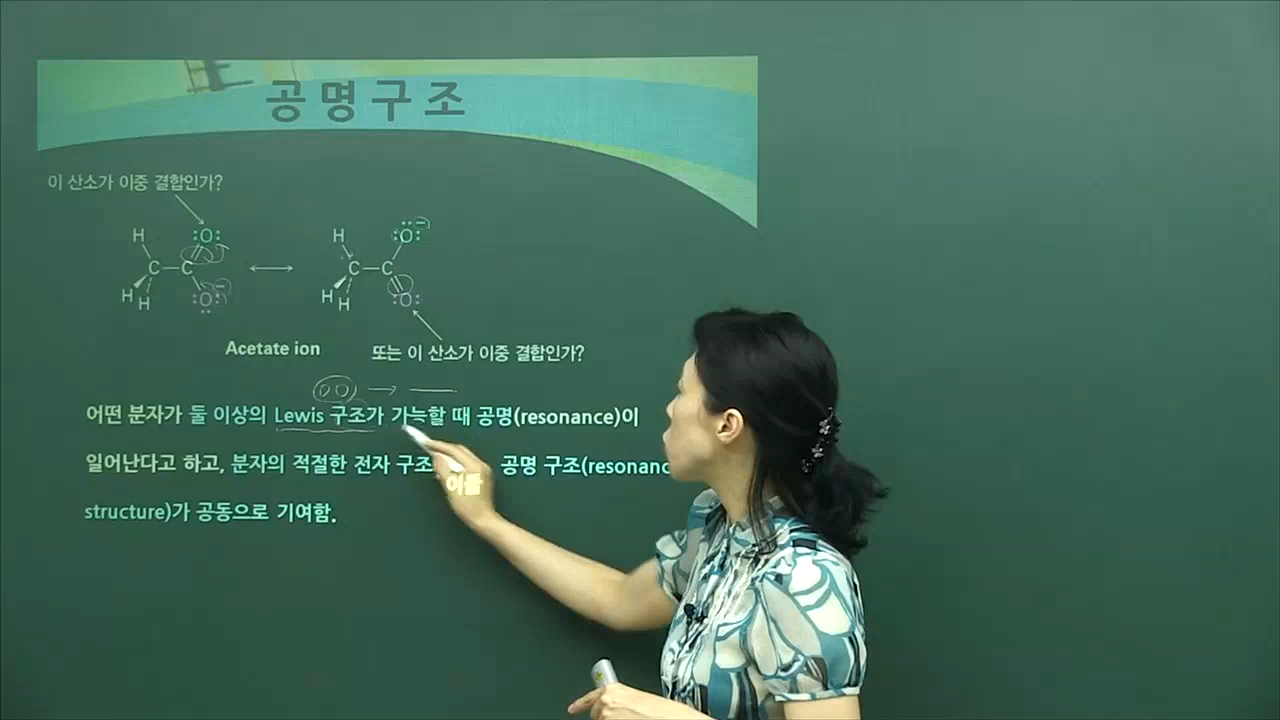 공명구조
이 산소가 이중 결합인가?
H :O: :O:⁻ H
C—C ↔ C—C
H H :O:⁻ H H :O:
Acetate ion
또는 이 산소가 이중 결합인가?
어떤 분자가 둘 이상의 Lewis 구조가 가능할 때 공명(resonance)이
일어난다고 하고, 분자의 적절한 전자 구조 이들 공명 구조(resonanc
structure)가 공동으로 기여함.